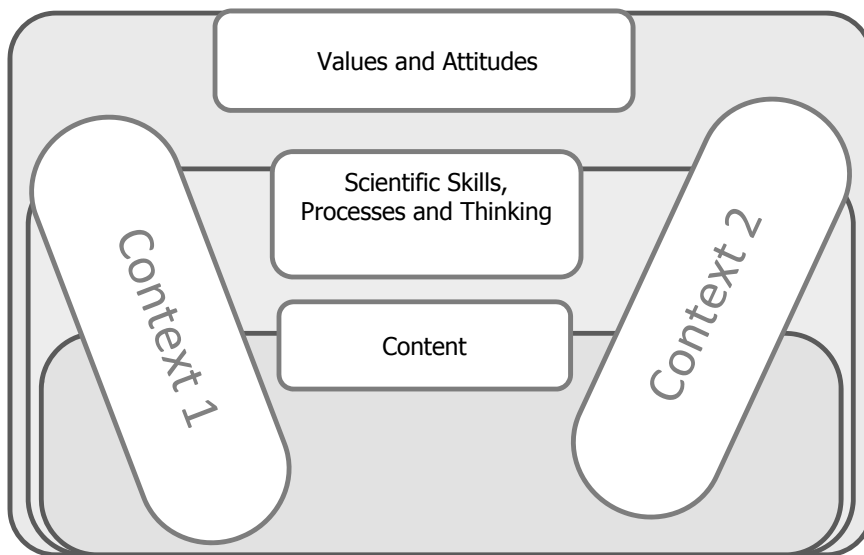 Values and Attitudes
Scientific Skills,
Processes and Thinking
Context 1
Context 2
Content